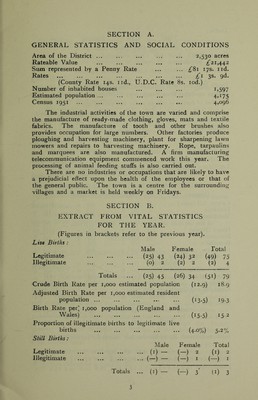 SECTION A.
GENERAL STATISTICS AND SOCIAL CONDITIONS
Area of the District ... ... ... ... 2,530 acres
Rateable Value ... ... ... ... £21,444
Sum represented by a Penny Rate ... ... £81 17s. 11d.
Rates ... ... ... ... ... £1 3s. 9d.
(County Rate 14s. 11d., U.D.C. Rate 8s. 10d.)
Number of inhabited houses ... ... ... 1,397
Estimated population ... ... ... ... 4,175
Census 1951 ... ... ... ... ... 4,096
The industrial activities of the town are varied and comprise
the manufacture of ready-made clothing, gloves, mats and textile
fabrics. The manufacture of tooth and other brushes also
provides occupation for large numbers. Other factories produce
ploughing and harvesting machinery, plant for sharpening lawn
mowers and repairs to harvesting machinery. Rope, tarpaulins
and marquees are also manufactured. A firm manufacturing
telecommunication equipment commenced work this year. The
processing of animal feeding stuffs is also carried out.
There are no industries or occupations that are likely to have
a prejudicial effect upon the health of the employees or that of
the general public. The town is a centre for the surrounding
villages and a market is held weekly on Fridays.
SECTION B.
EXTRACT FROM VITAL STATISTICS
FOR THE YEAR.
(Figures in brackets refer to the previous year).
Live Births :
Male Female Total
Legitimate ... ... ... (25) 43 (24) 32 (49) 75
Illegitimate ... ... ... (0) 2 (2) 2 (2) 4
Totals ... (25) 45 (26) 34 (51) 79
Crude Birth Rate per 1,000 estimated population (12.9) 18.9
Adjusted Birth Rate per 1,000 estimated resident
population ... ... ... ... ... (13.5) 19.3
Birth Rate per 1,000 population (England and
Wales) ... ... ... ... (15.5) 15.2
Proportion of illegitimate births to legitimate live
births ... ... ... ... (4.0%) 5.2%
Still Births :
Male Female Total
Legitimate ... ... ... (1) — (—) 2 (1) 2
Illegitimate ... ... ... (—) — (—) 1 (—) 1
Totals ... (1) — (—) 3 (1) 3
3